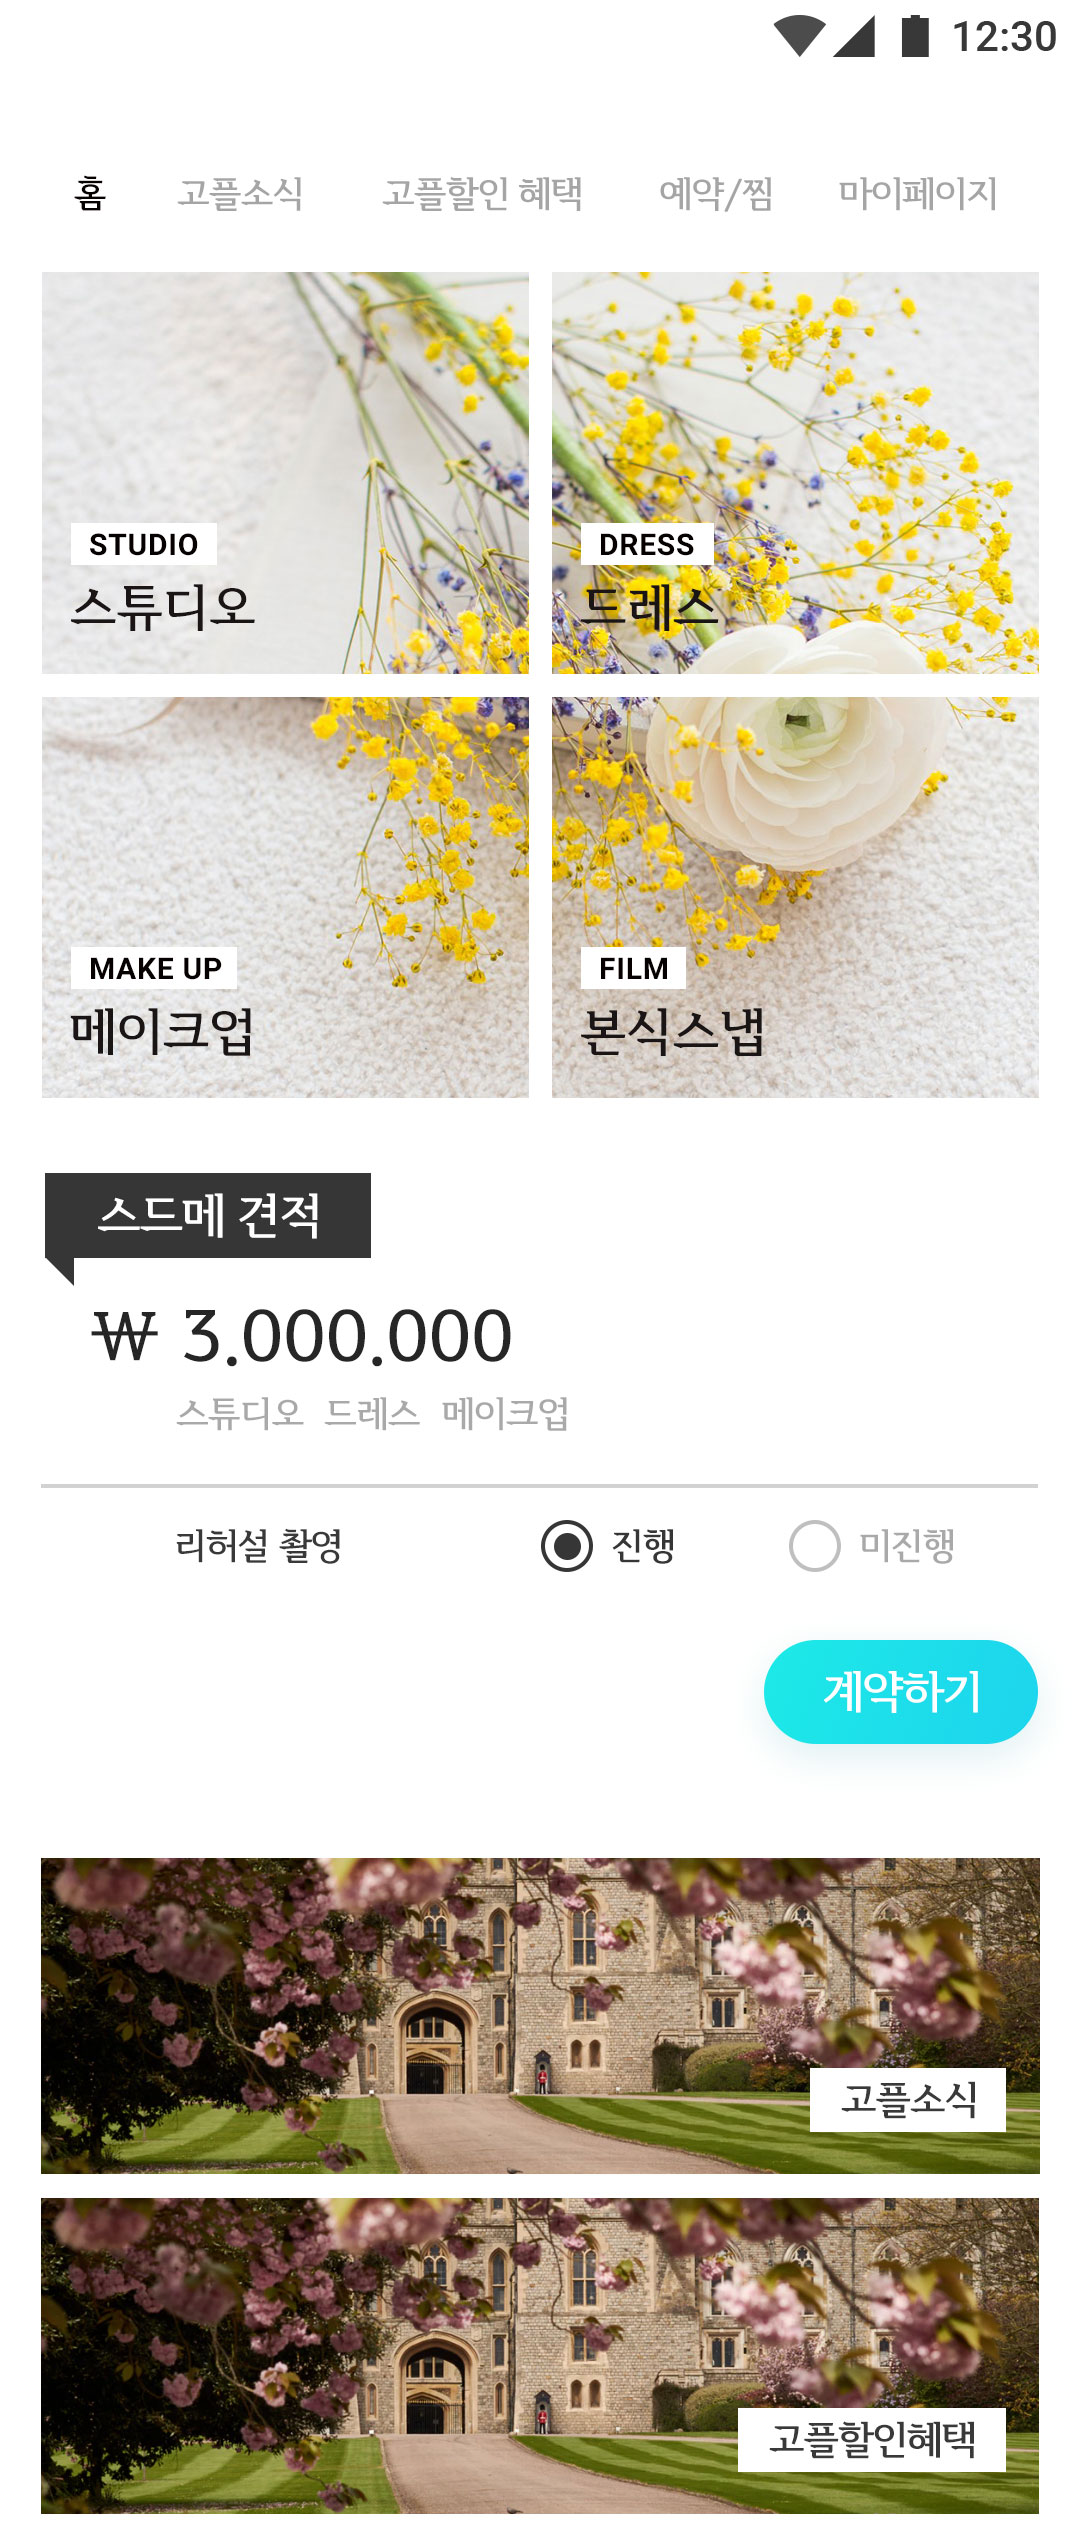 12:30
홈 고플소식 고플할인 혜택 예약/찜 마이페이지
STUDIO
스튜디오
DRESS
드레스
MAKE UP
메이크업
FILM
본식스냅
스드메 견적
₩ 3.000.000
스튜디오 드레스 메이크업
리허설 촬영 진행 미진행
계약하기
고플소식
고플할인혜택